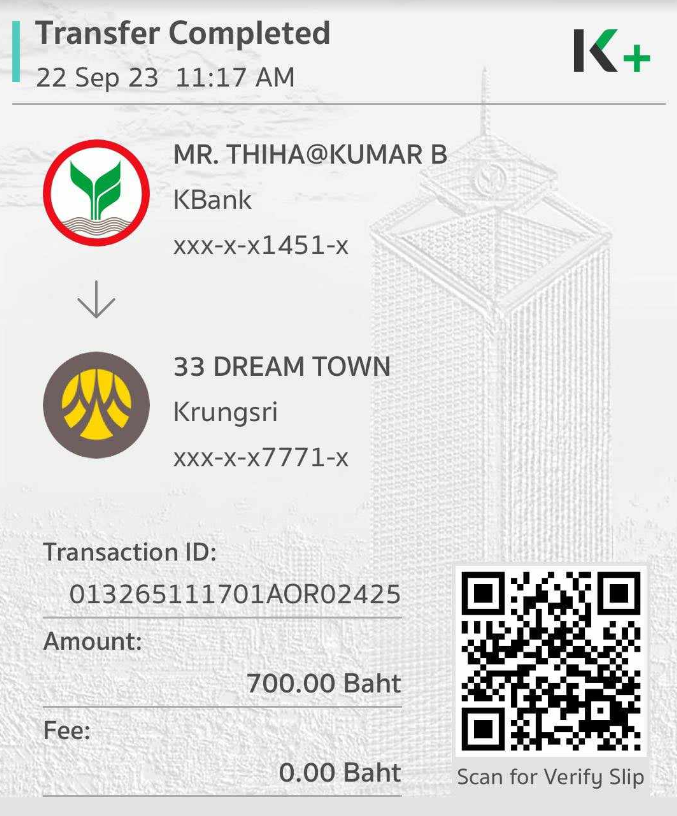 Transfer Completed
22 Sep 23 11:17 AM
K+
MR. THIHA@KUMAR B
KBank
xxx-x-x1451-x
33 DREAM TOWN
Krungsri
xxx-x-x7771-x
Transaction ID:
013265111701AOR02425
Amount:
700.00 Baht
Fee:
0.00 Baht
Scan for Verify Slip